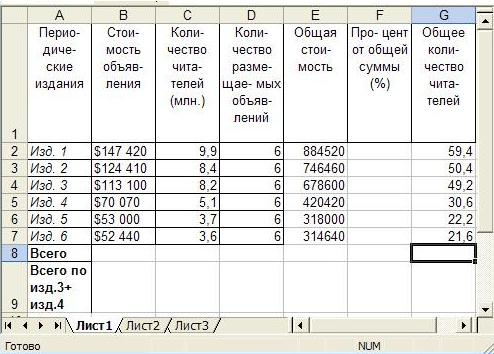 A B C D E F G
1 Перио- диче- ские издания Стои- мость объяв- ления Коли- чество чита- телей (млн.) Коли- чество разме- щае- мых объяв- лений Общая стои- мость Про- цент от общей суммы (%) Общее коли- чество чита- телей
2 Изд. 1 $147 420 9,9 6 884520 59,4
3 Изд. 2 $124 410 8,4 6 746460 50,4
4 Изд. 3 $113 100 8,2 6 678600 49,2
5 Изд. 4 $70 070 5,1 6 420420 30,6
6 Изд. 5 $53 000 3,7 6 318000 22,2
7 Изд. 6 $52 440 3,6 6 314640 21,6
8 Всего
9 Всего по изд.3+ изд.4
Лист1 Лист2 Лист3
Готово NUM